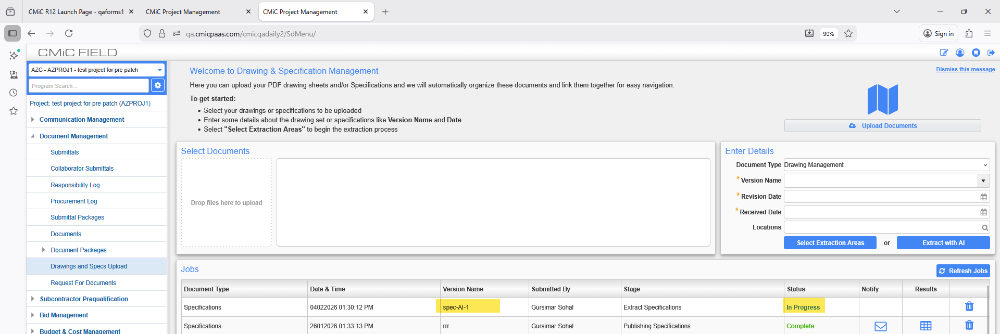 CMiC R12 Launch Page - qaforms1
CMiC Project Management
CMiC Project Management
qa.cmicpaas.com/cmicqadaily2/SdMenu/
90%
Sign in
CMiC FIELD
AZC - AZPROJ1 - test project for pre patch
Program Search...
Project: test project for pre patch (AZPROJ1)
Communication Management
Document Management
Submittals
Collaborator Submittals
Responsibility Log
Procurement Log
Submittal Packages
Documents
Document Packages
Drawings and Specs Upload
Request For Documents
Subcontractor Prequalification
Bid Management
Budget & Cost Management
Welcome to Drawing & Specification Management
Dismiss this message
Here you can upload your PDF drawing sheets and/or Specifications and we will automatically organize these documents and link them together for easy navigation.
To get started:
• Select your drawings or specifications to be uploaded
• Enter some details about the drawing set or specifications like Version Name and Date
• Select "Select Extraction Areas" to begin the extraction process
Upload Documents
Select Documents
Drop files here to upload
Enter Details
Document Type Drawing Management
* Version Name
* Revision Date
* Received Date
Locations
Select Extraction Areas or Extract with AI
Jobs
Refresh Jobs
Document Type Date & Time Version Name Submitted By Stage Status Notify Results
Specifications 04022026 01:30:12 PM spec-AI-1 Gursimar Sohal Extract Specifications In Progress
Specifications 26012026 01:33:13 PM rrr Gursimar Sohal Publishing Specifications Complete